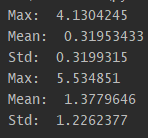 Max:  4.1304245
Mean:  0.31953433
Std:  0.3199315
Max:  5.534851
Mean:  1.3779646
Std:  1.2262377